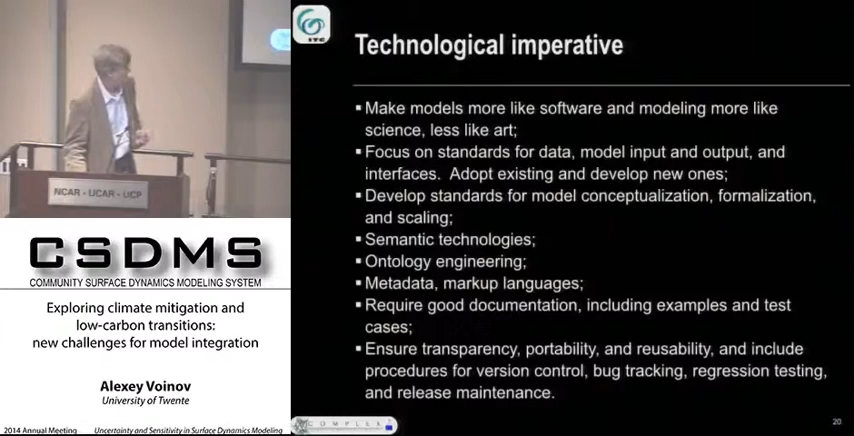 NCAR - UCAR - UCP
CSDMS
COMMUNITY SURFACE DYNAMICS MODELING SYSTEM
Exploring climate mitigation and
low-carbon transitions:
new challenges for model integration
Alexey Voinov
University of Twente
2014 Annual Meeting Uncertainty and Sensitivity in Surface Dynamics Modeling
ITC
Technological imperative
▪ Make models more like software and modeling more like
science, less like art;
▪ Focus on standards for data, model input and output, and
interfaces. Adopt existing and develop new ones;
▪ Develop standards for model conceptualization, formalization,
and scaling;
▪ Semantic technologies;
▪ Ontology engineering;
▪ Metadata, markup languages;
▪ Require good documentation, including examples and test
cases;
▪ Ensure transparency, portability, and reusability, and include
procedures for version control, bug tracking, regression testing,
and release maintenance.
COMPLEX
20